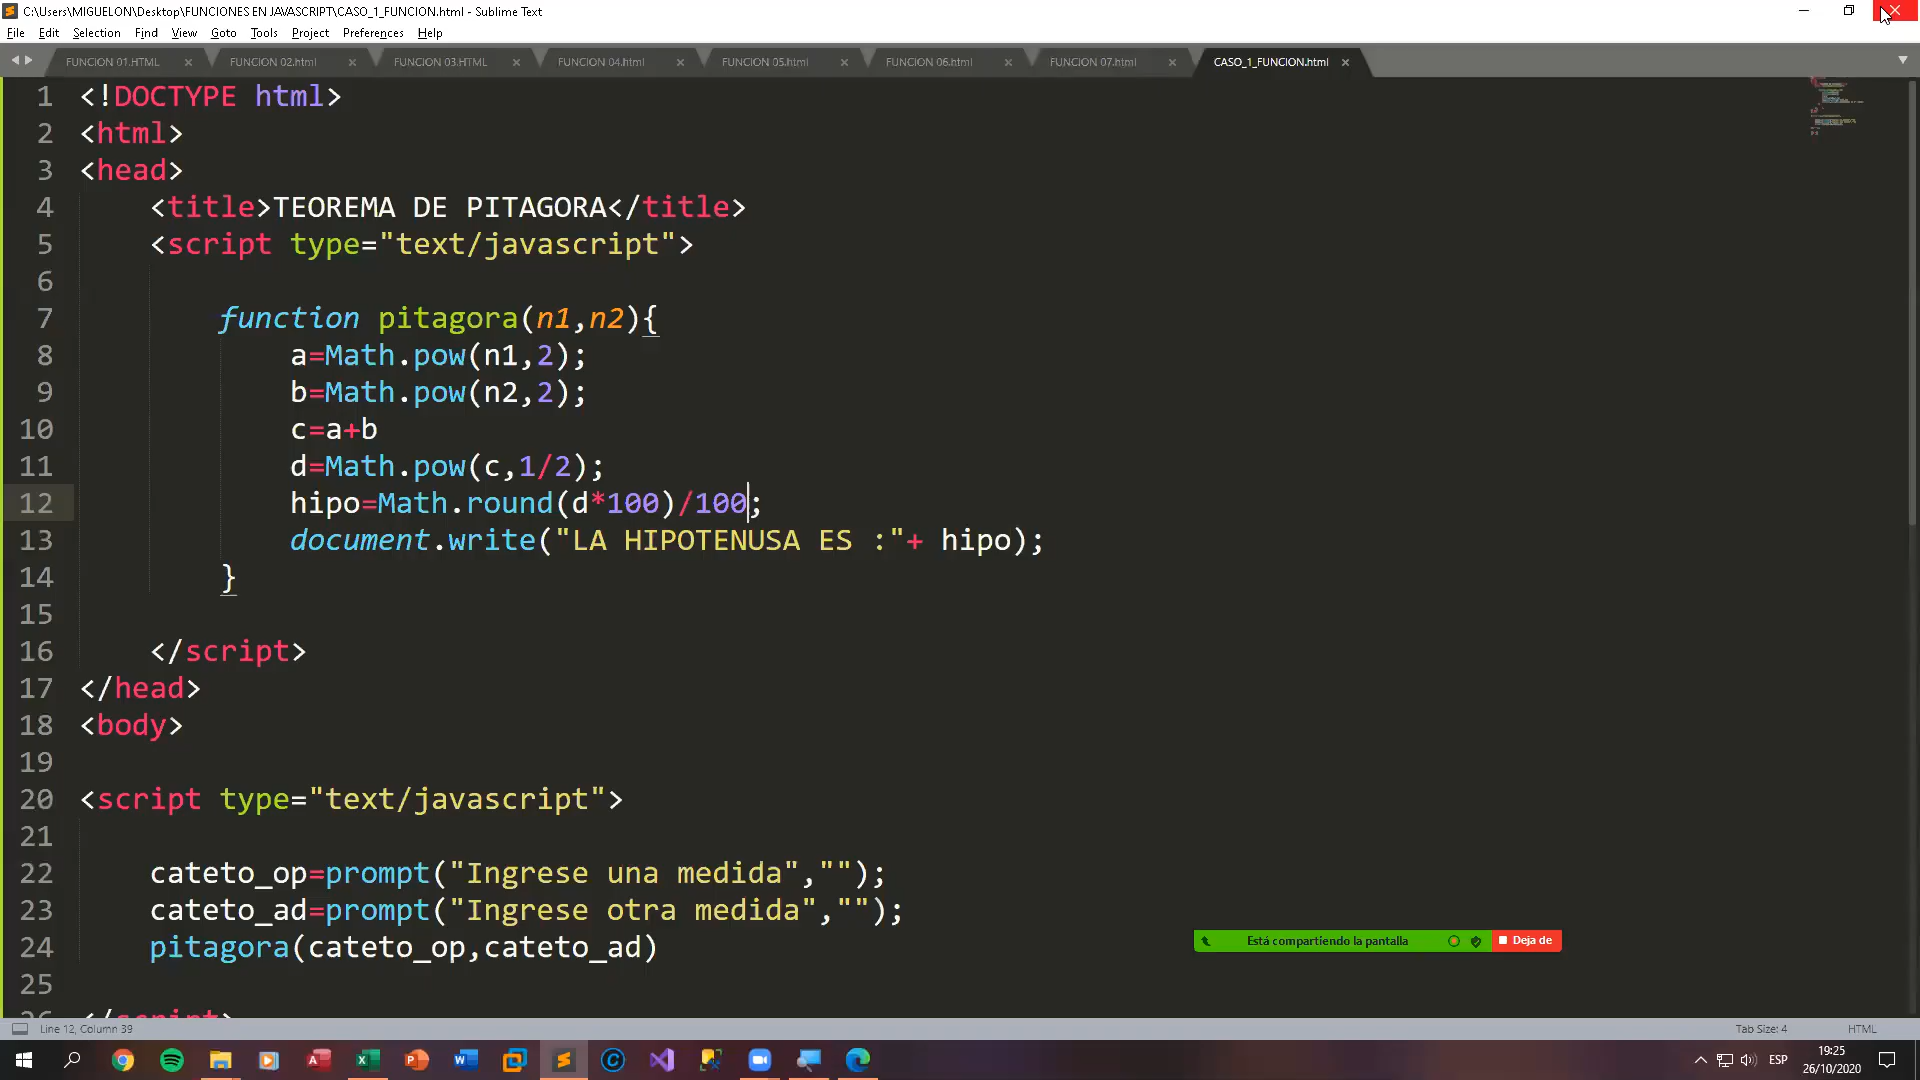 C:\Users\MIGUELON\Desktop\FUNCIONES EN JAVASCRIPT\CASO_1_FUNCION.html - Sublime Text
File Edit Selection Find View Goto Tools Project Preferences Help
FUNCION 01.HTML FUNCION 02.html FUNCION 03.HTML FUNCION 04.html FUNCION 05.html FUNCION 06.html FUNCION 07.html CASO_1_FUNCION.html
1 <!DOCTYPE html>
2 <html>
3 <head>
4 <title>TEOREMA DE PITAGORA</title>
5 <script type="text/javascript">
6
7 function pitagora(n1,n2){
8 a=Math.pow(n1,2);
9 b=Math.pow(n2,2);
10 c=a+b
11 d=Math.pow(c,1/2);
12 hipo=Math.round(d*100)/100;
13 document.write("LA HIPOTENUSA ES :"+ hipo);
14 }
15
16 </script>
17 </head>
18 <body>
19
20 <script type="text/javascript">
21
22 cateto_op=prompt("Ingrese una medida","");
23 cateto_ad=prompt("Ingrese otra medida","");
24 pitagora(cateto_op,cateto_ad)
Está compartiendo la pantalla Deja de
25
26 </script>
Line 12, Column 39 Tab Size: 4 HTML
ESP 19:25
26/10/2020